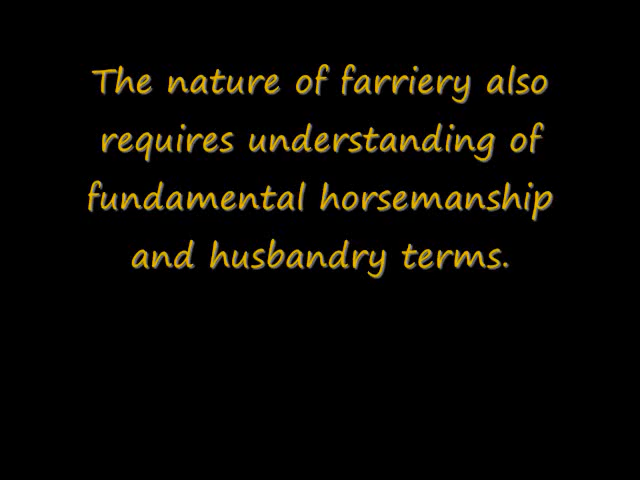 The nature of farriery also
requires understanding of
fundamental horsemanship
and husbandry terms.